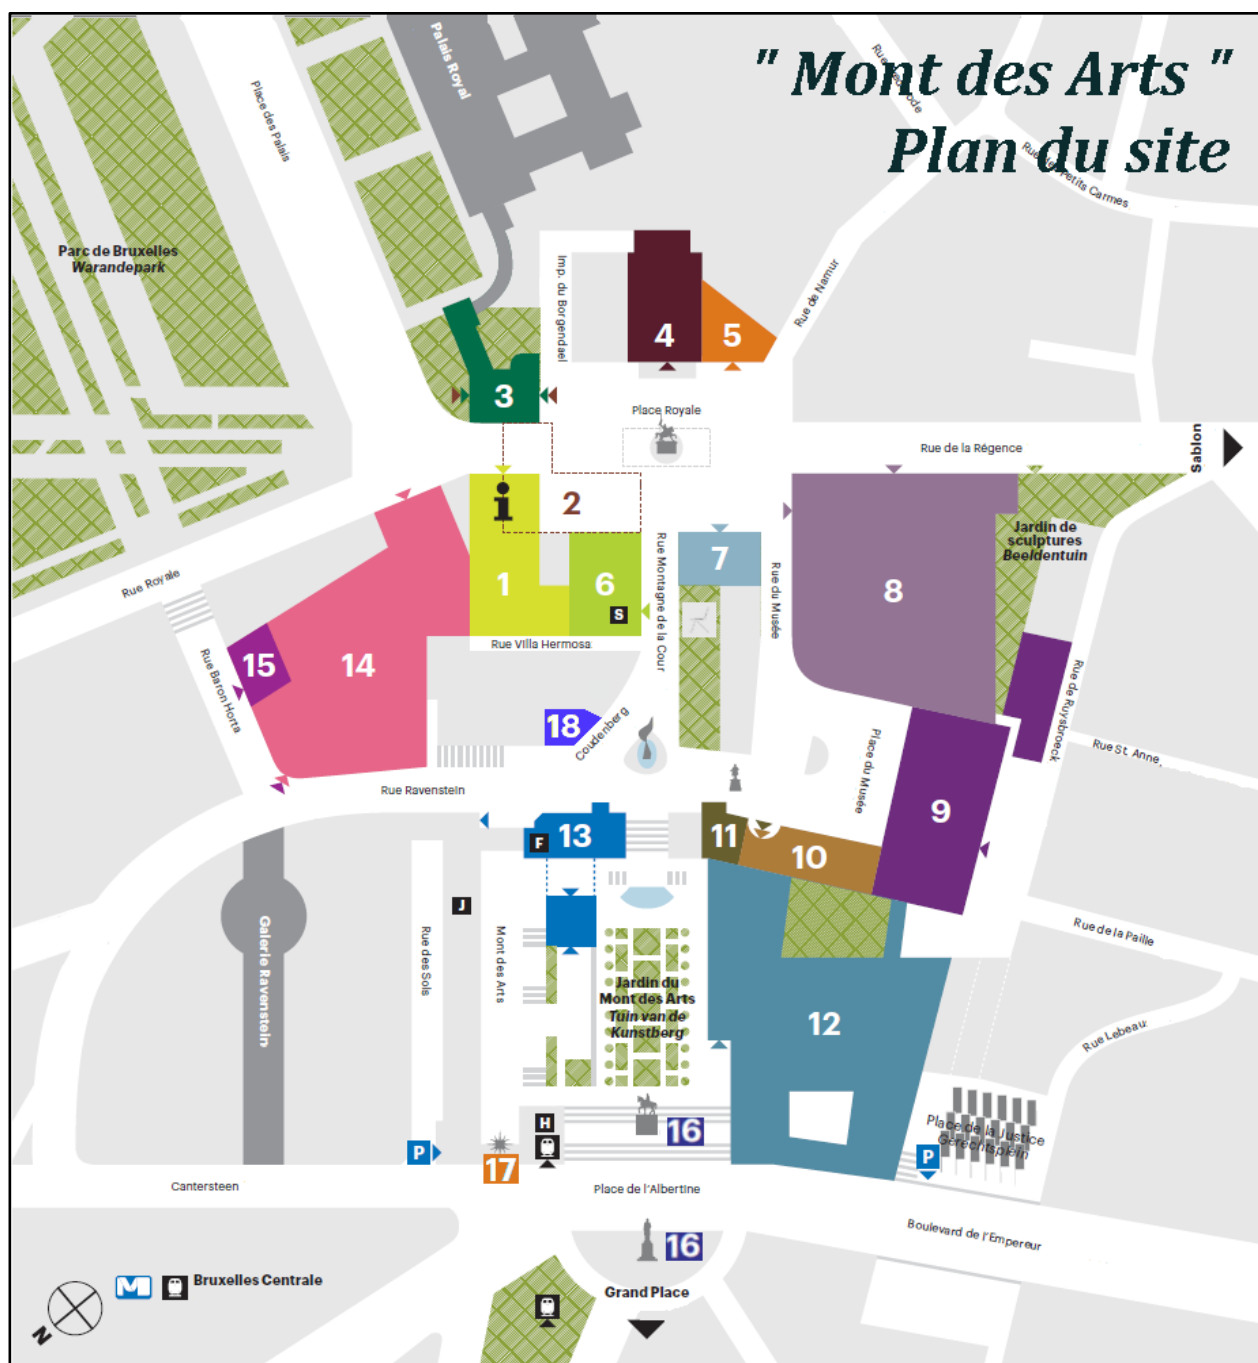 " Mont des Arts "
Plan du site
Palais Royal
Place des Palais
Rue des Petits Carmes
Parc de Bruxelles
Warandepark
Imp. du Borgendael
Rue de Namur
4
5
3
Place Royale
Rue de la Régence
Sablon
2
1
6
S
7
8
Jardin de
sculptures
Beeldentuin
Rue Royale
Rue Villa Hermosa
Rue Montagne de la Cour
Rue du Musée
15
14
Rue Baron Horta
18
Coudenberg
Place du Musée
Rue de Ruysbroeck
Rue St. Anne
Rue Ravenstein
13
F
11
10
9
J
Galerie Ravenstein
Rue des Sols
Mont des Arts
Jardin du
Mont des Arts
Tuin van de
Kunstberg
12
Rue de la Paille
Rue Lebeau
H
16
P
17
Place de la Justice
Gerechtsplein
P
Cantersteen
Place de l'Albertine
Boulevard de l'Empereur
16
M
Bruxelles Centrale
Grand Place
N